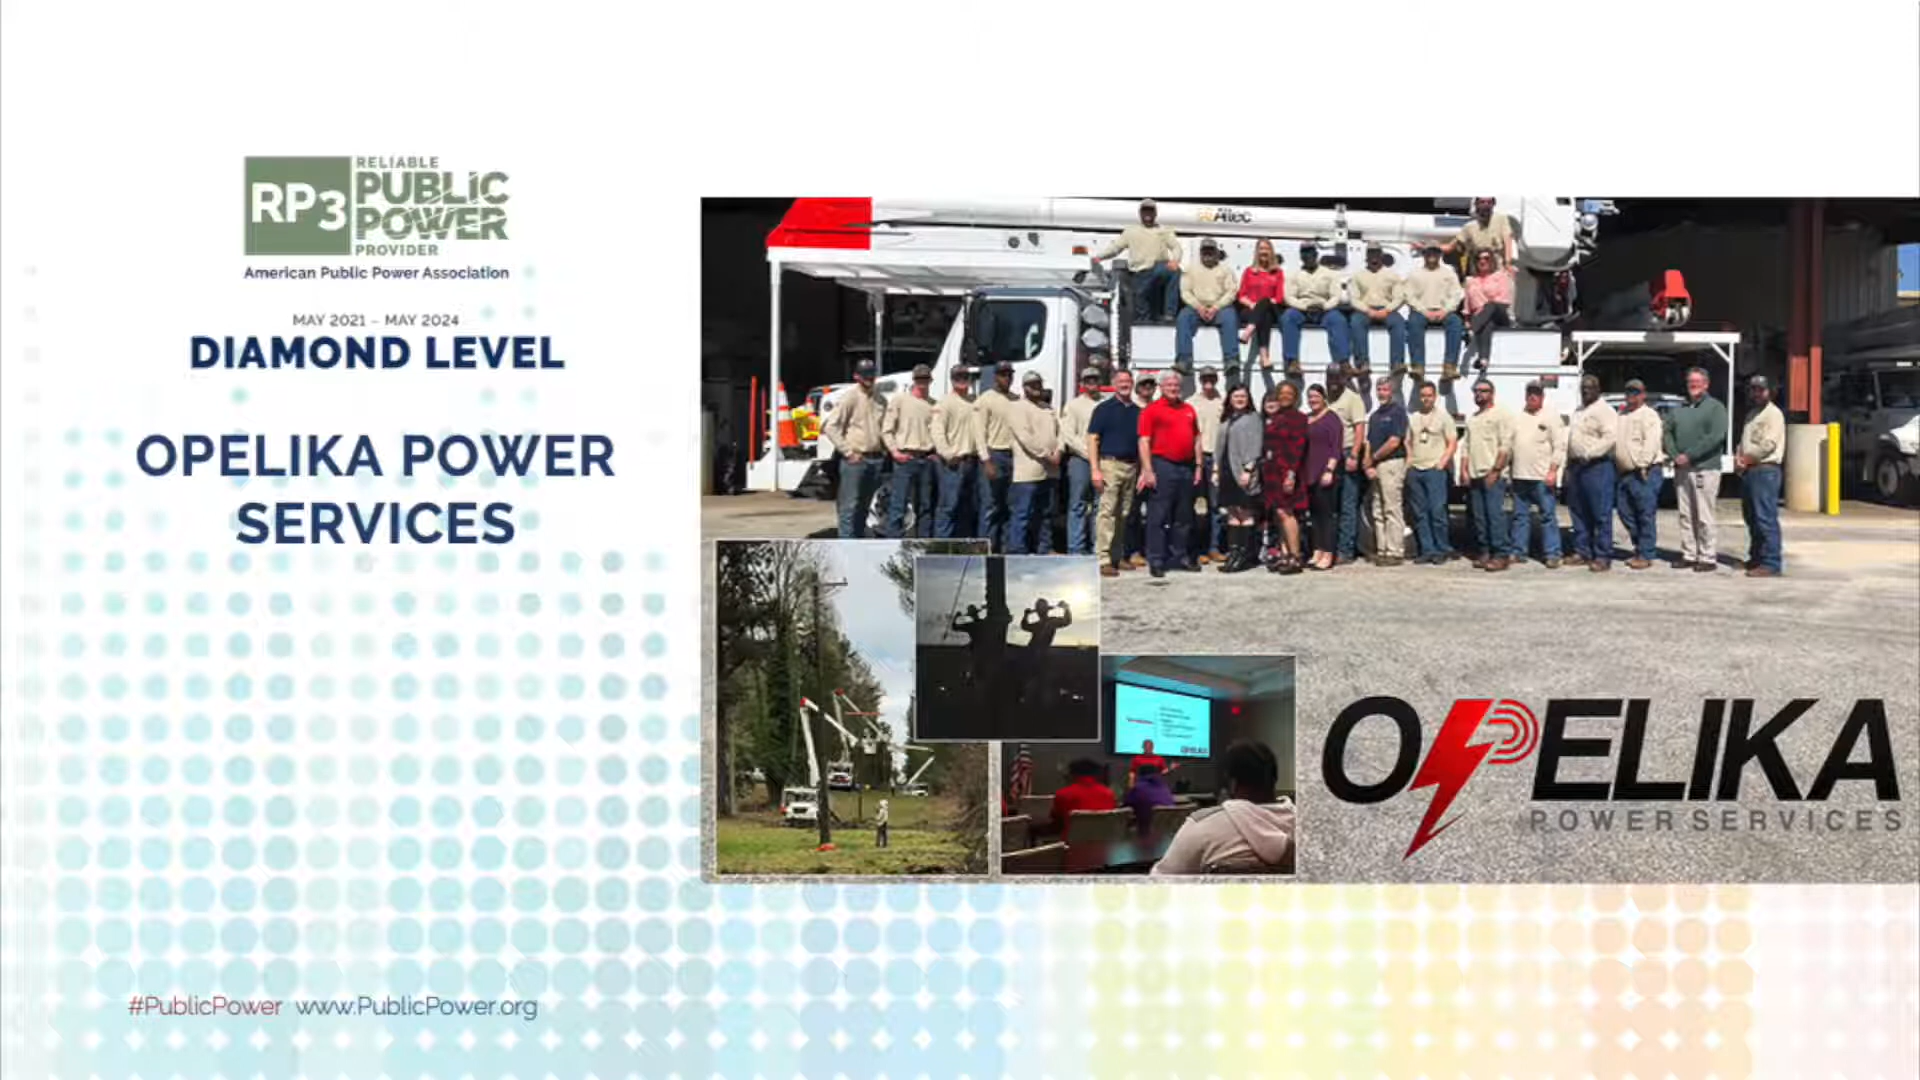 RP3
RELIABLE
PUBLIC
POWER
PROVIDER
American Public Power Association
MAY 2021 – MAY 2024
DIAMOND LEVEL
OPELIKA POWER
SERVICES
#PublicPower www.PublicPower.org
Altec
OPELIKA
POWER SERVICES